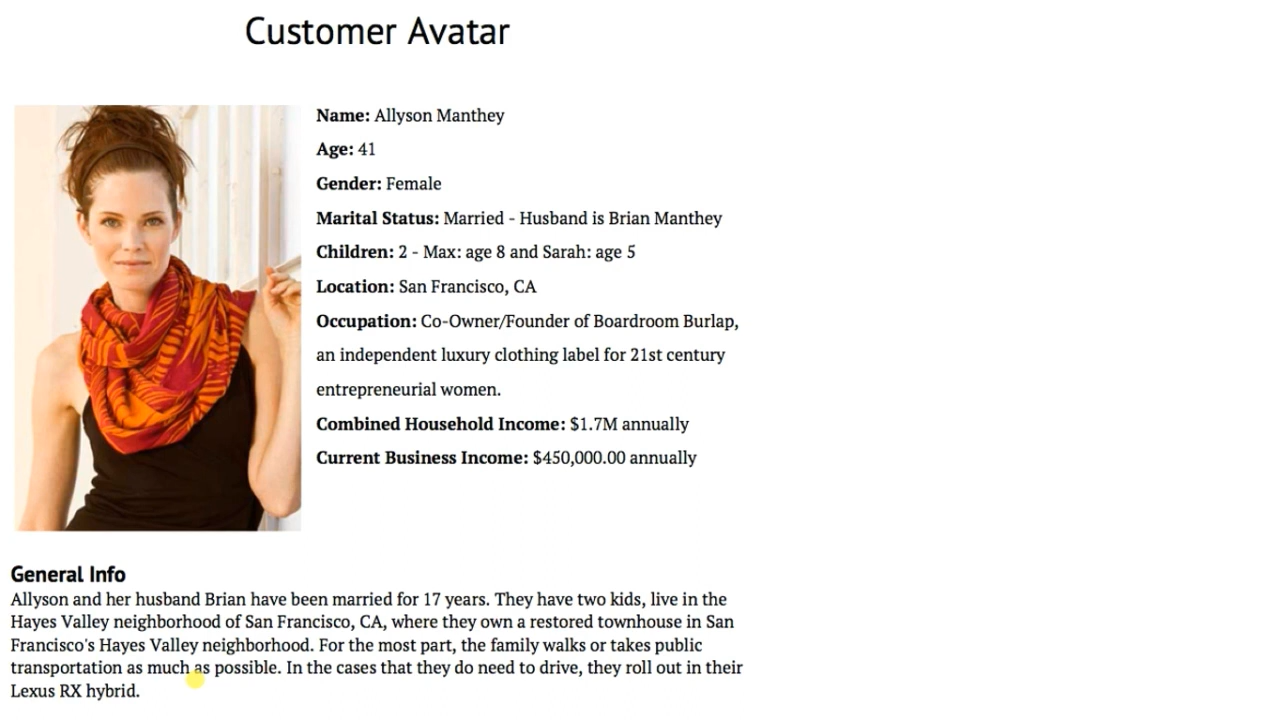 Customer Avatar
Name: Allyson Manthey
Age: 41
Gender: Female
Marital Status: Married - Husband is Brian Manthey
Children: 2 - Max: age 8 and Sarah: age 5
Location: San Francisco, CA
Occupation: Co-Owner/Founder of Boardroom Burlap,
an independent luxury clothing label for 21st century
entrepreneurial women.
Combined Household Income: $1.7M annually
Current Business Income: $450,000.00 annually
General Info
Allyson and her husband Brian have been married for 17 years. They have two kids, live in the
Hayes Valley neighborhood of San Francisco, CA, where they own a restored townhouse in San
Francisco's Hayes Valley neighborhood. For the most part, the family walks or takes public
transportation as much as possible. In the cases that they do need to drive, they roll out in their
Lexus RX hybrid.